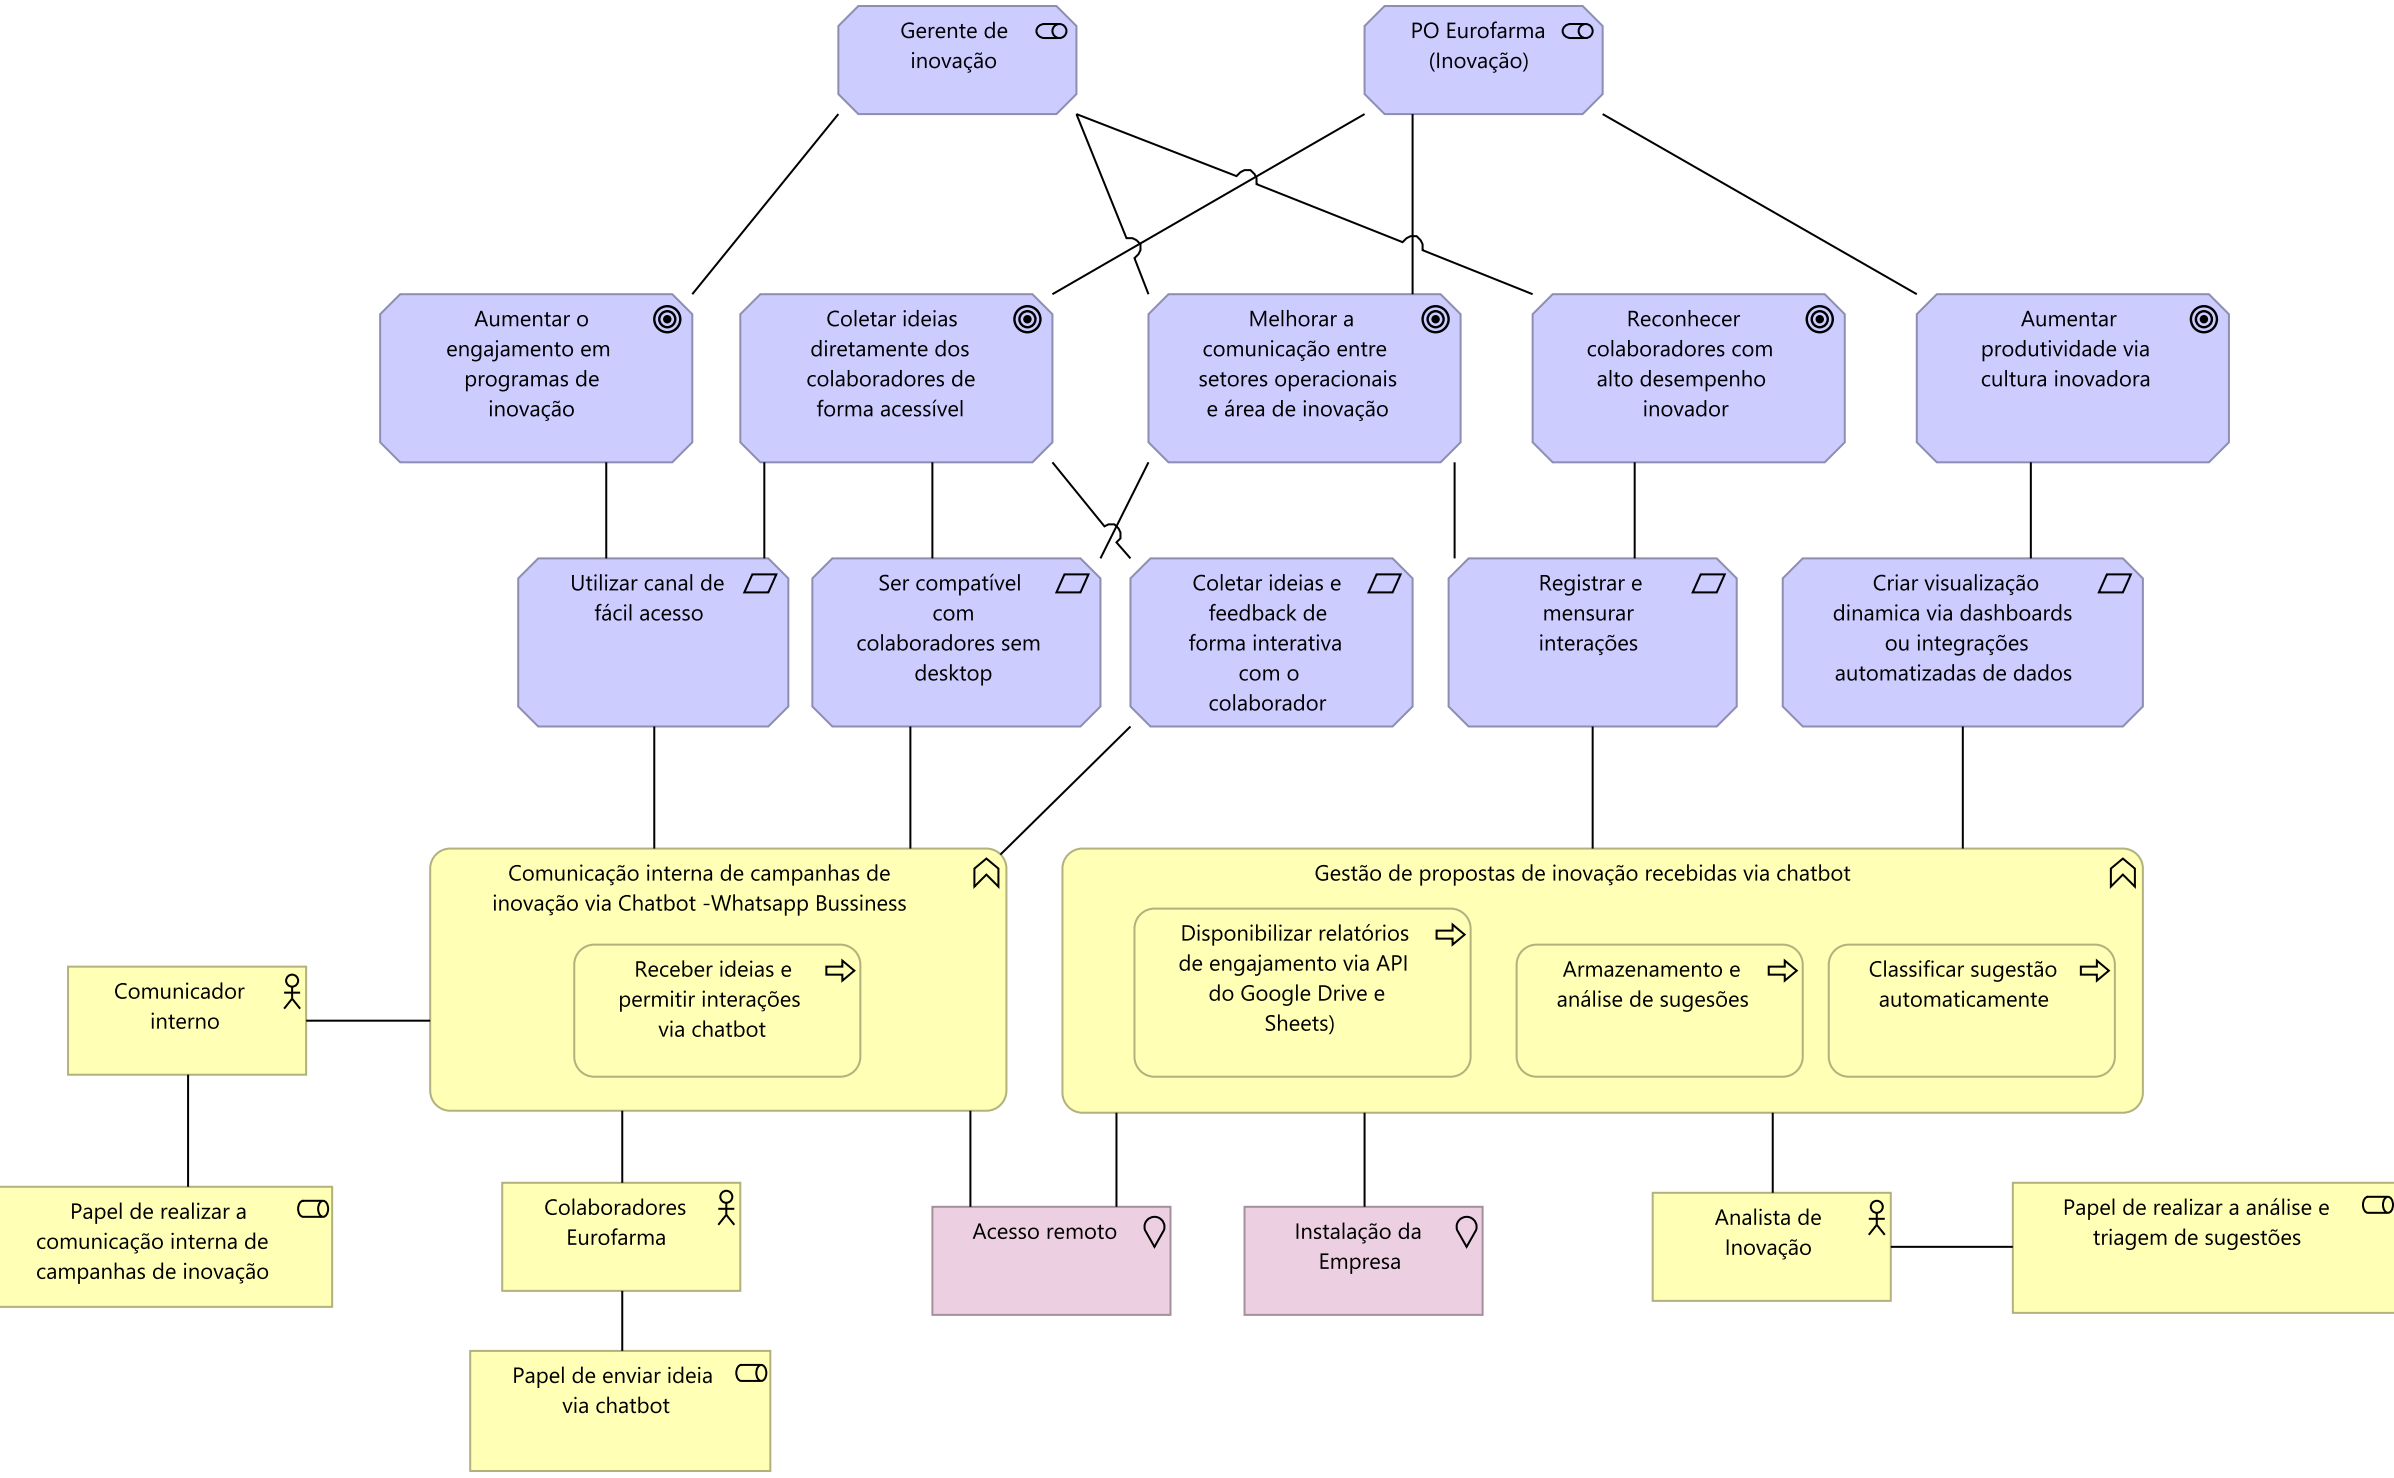 Gerente de
inovação
PO Eurofarma
(Inovação)
Aumentar o
engajamento em
programas de
inovação
Coletar ideias
diretamente dos
colaboradores de
forma acessível
Melhorar a
comunicação entre
setores operacionais
e área de inovação
Reconhecer
colaboradores com
alto desempenho
inovador
Aumentar
produtividade via
cultura inovadora
Utilizar canal de
fácil acesso
Ser compatível
com
colaboradores sem
desktop
Coletar ideias e
feedback de
forma interativa
com o
colaborador
Registrar e
mensurar
interações
Criar visualização
dinamica via dashboards
ou integrações
automatizadas de dados
Comunicação interna de campanhas de
inovação via Chatbot -Whatsapp Bussiness
Receber ideias e
permitir interações
via chatbot
Gestão de propostas de inovação recebidas via chatbot
Disponibilizar relatórios
de engajamento via API
do Google Drive e
Sheets)
Armazenamento e
análise de sugesões
Classificar sugestão
automaticamente
Comunicador
interno
Papel de realizar a
comunicação interna de
campanhas de inovação
Colaboradores
Eurofarma
Papel de enviar ideia
via chatbot
Acesso remoto
Instalação da
Empresa
Analista de
Inovação
Papel de realizar a análise e
triagem de sugestões